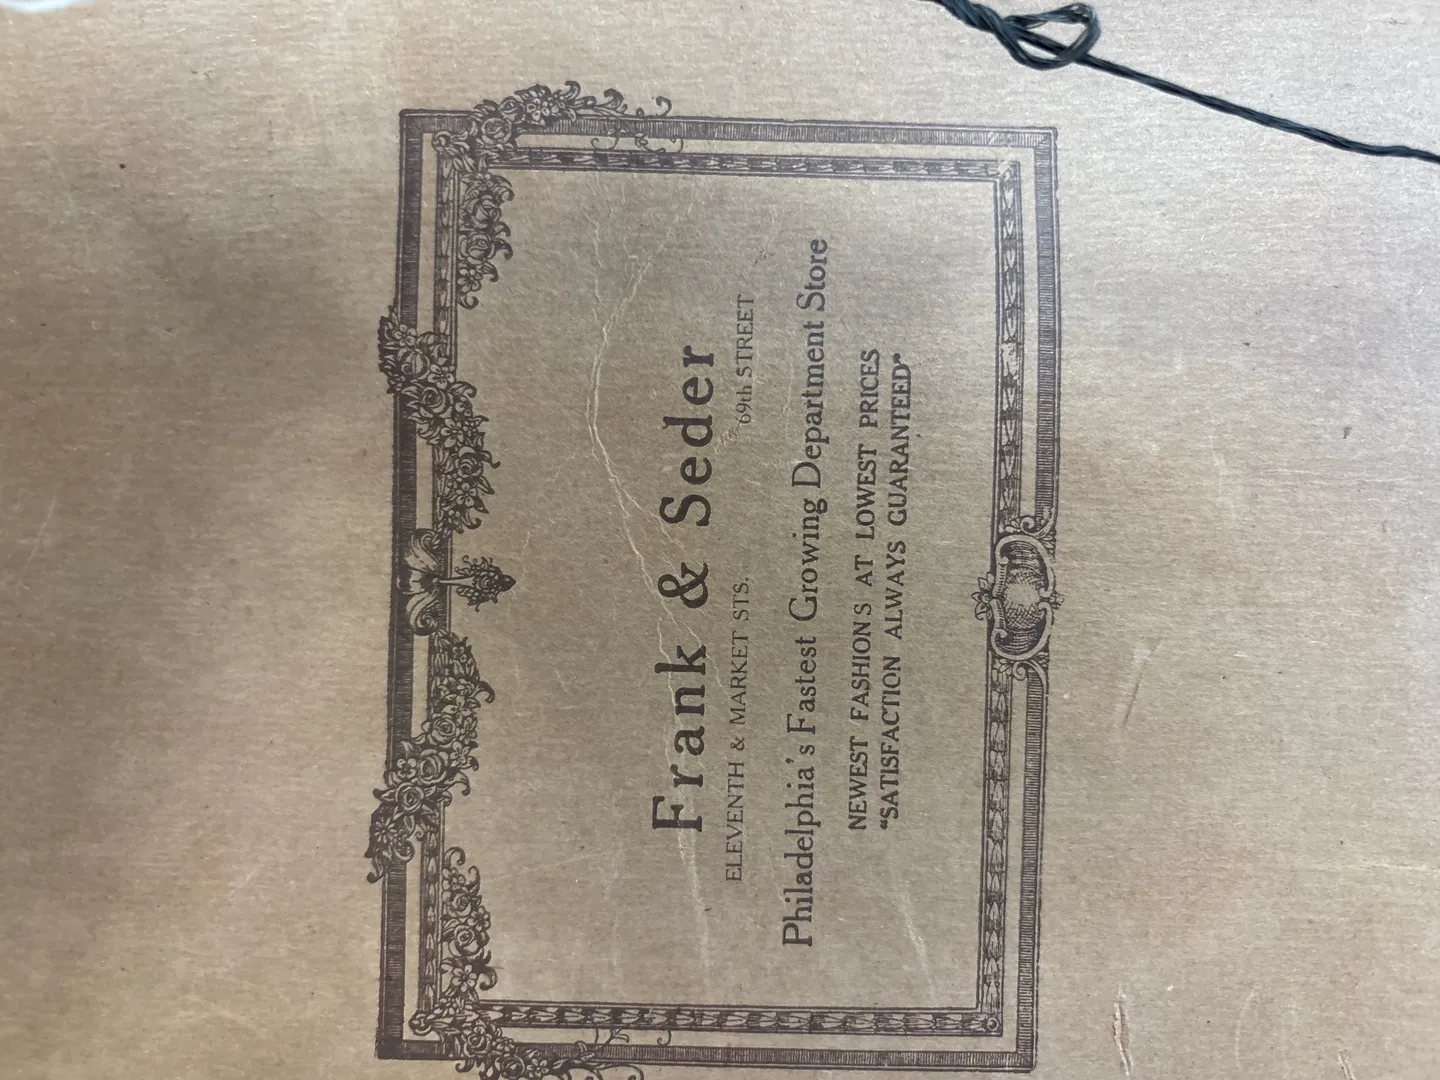 Frank & Seder
ELEVENTH & MARKET STS. 69th STREET
Philadelphia's Fastest Growing Department Store
NEWEST FASHIONS AT LOWEST PRICES
“SATISFACTION ALWAYS GUARANTEED”